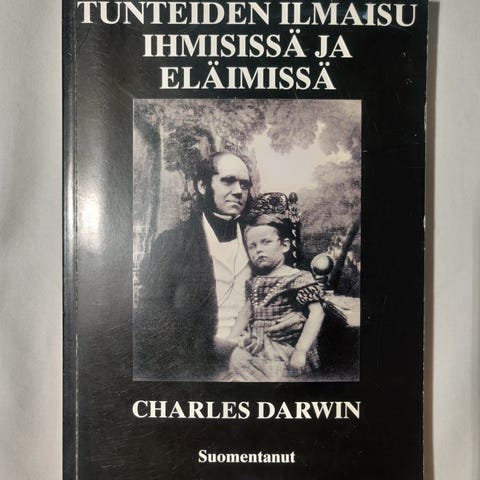 TUNTEIDEN ILMAISU
IHMISISSÄ JA
ELÄIMISSÄ
CHARLES DARWIN
Suomentanut